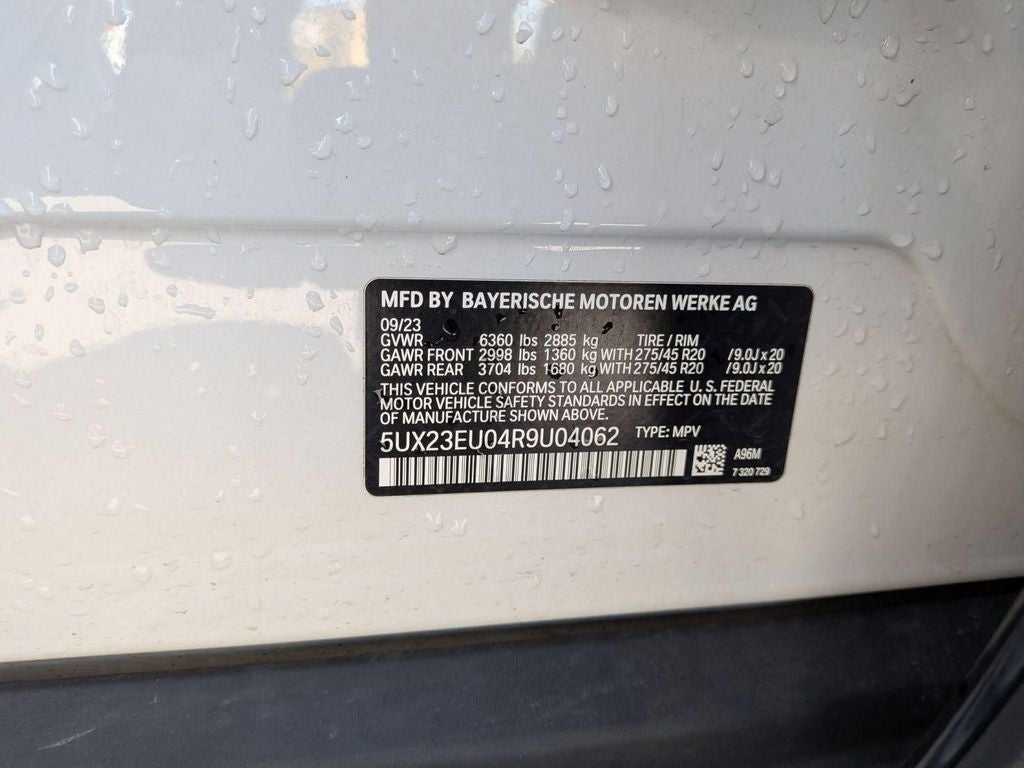 MFD BY BAYERISCHE MOTOREN WERKE AG
09/23
GVWR 6360 lbs 2885 kg TIRE / RIM
GAWR FRONT 2998 lbs 1360 kg WITH 275/45 R20 /9.0J x 20
GAWR REAR 3704 lbs 1680 kg WITH 275/45 R20 /9.0J x 20
THIS VEHICLE CONFORMS TO ALL APPLICABLE U.S. FEDERAL
MOTOR VEHICLE SAFETY STANDARDS IN EFFECT ON THE DATE
OF MANUFACTURE SHOWN ABOVE.
5UX23EU04R9U04062 TYPE: MPV
A96M
7 320 729